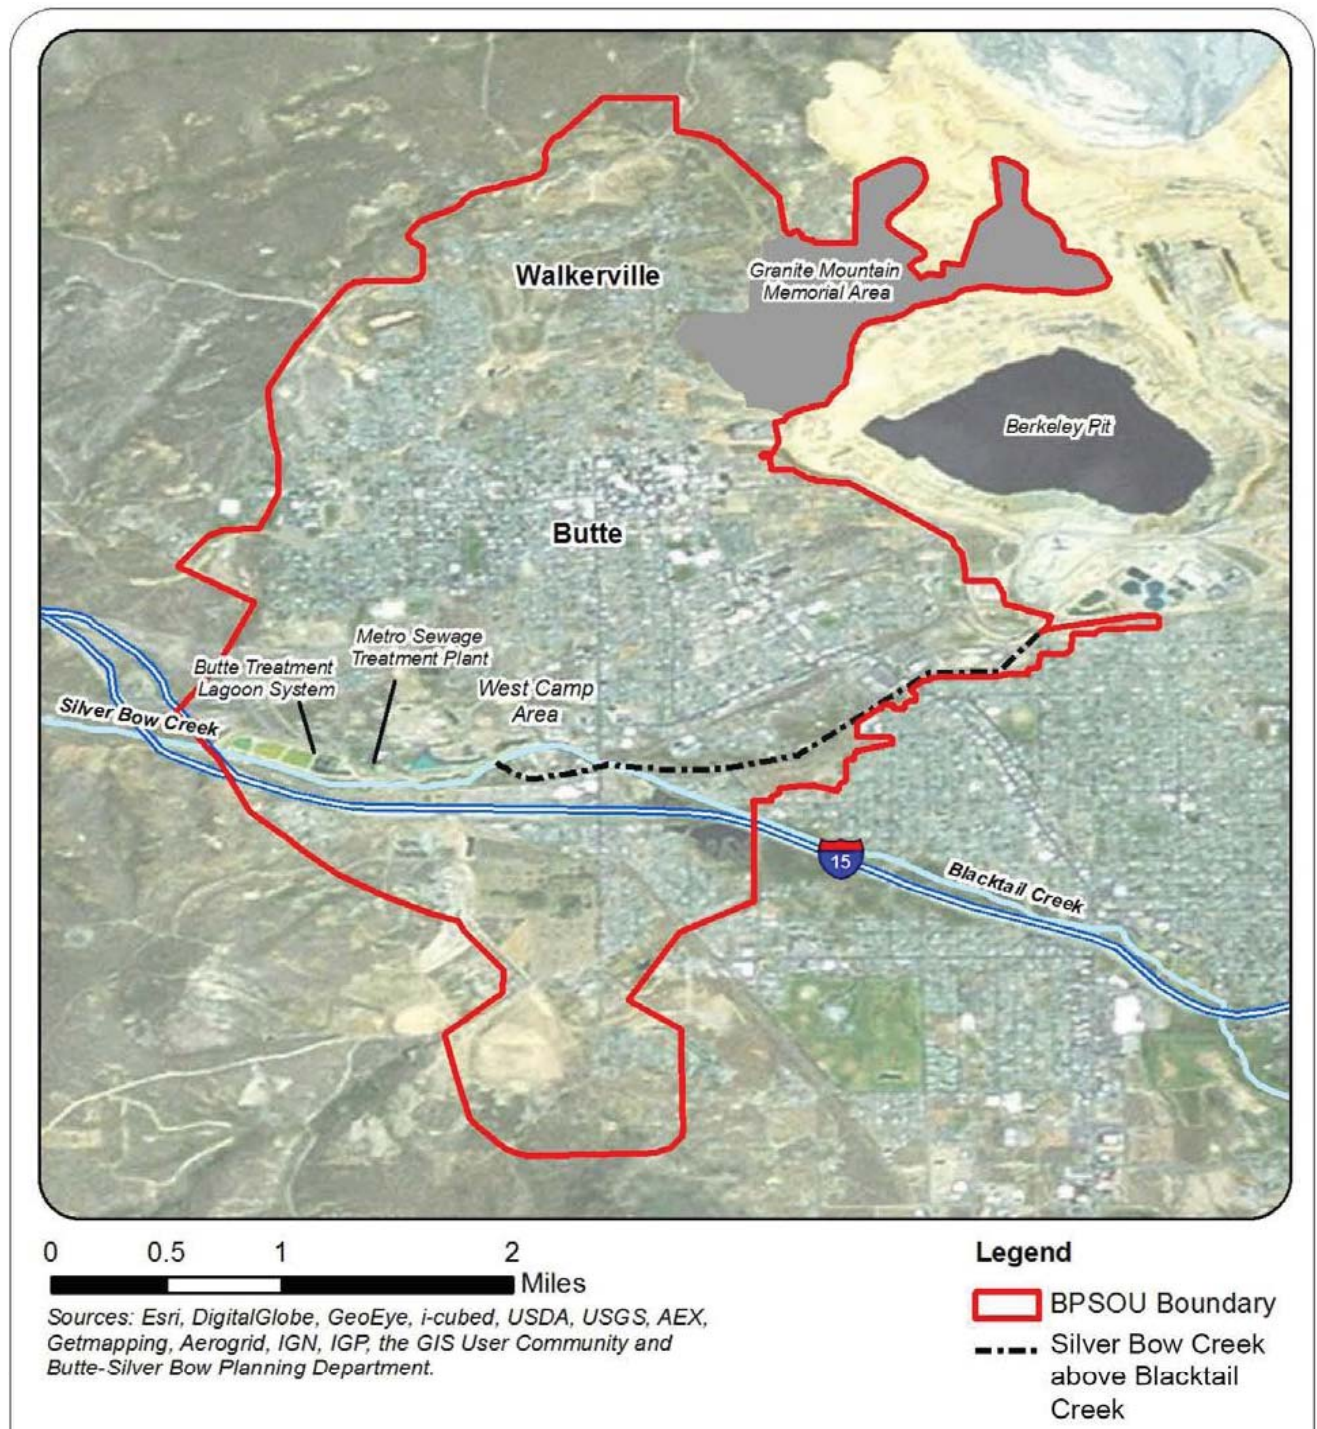 Walkerville
Granite Mountain
Memorial Area
Berkeley Pit
Butte
Metro Sewage
Treatment Plant
Butte Treatment
Lagoon System
West Camp
Area
Silver Bow Creek
15
Blacktail Creek
0 0.5 1 2
Miles
Sources: Esri, DigitalGlobe, GeoEye, i-cubed, USDA, USGS, AEX,
Getmapping, Aerogrid, IGN, IGP, the GIS User Community and
Butte-Silver Bow Planning Department.
Legend
BPSOU Boundary
Silver Bow Creek
above Blacktail
Creek